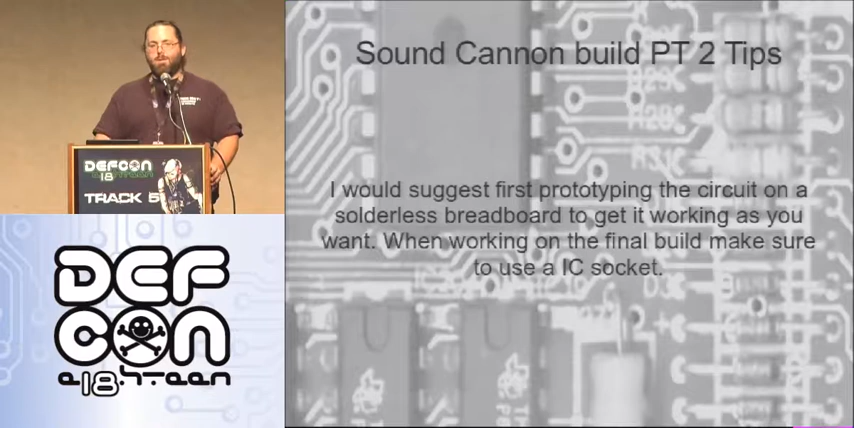 Sound Cannon build PT 2 Tips
I would suggest first prototyping the circuit on a
solderless breadboard to get it working as you
want. When working on the final build make sure
to use a IC socket.
DEFCON
18
TRACK 5
DEF
CON
18